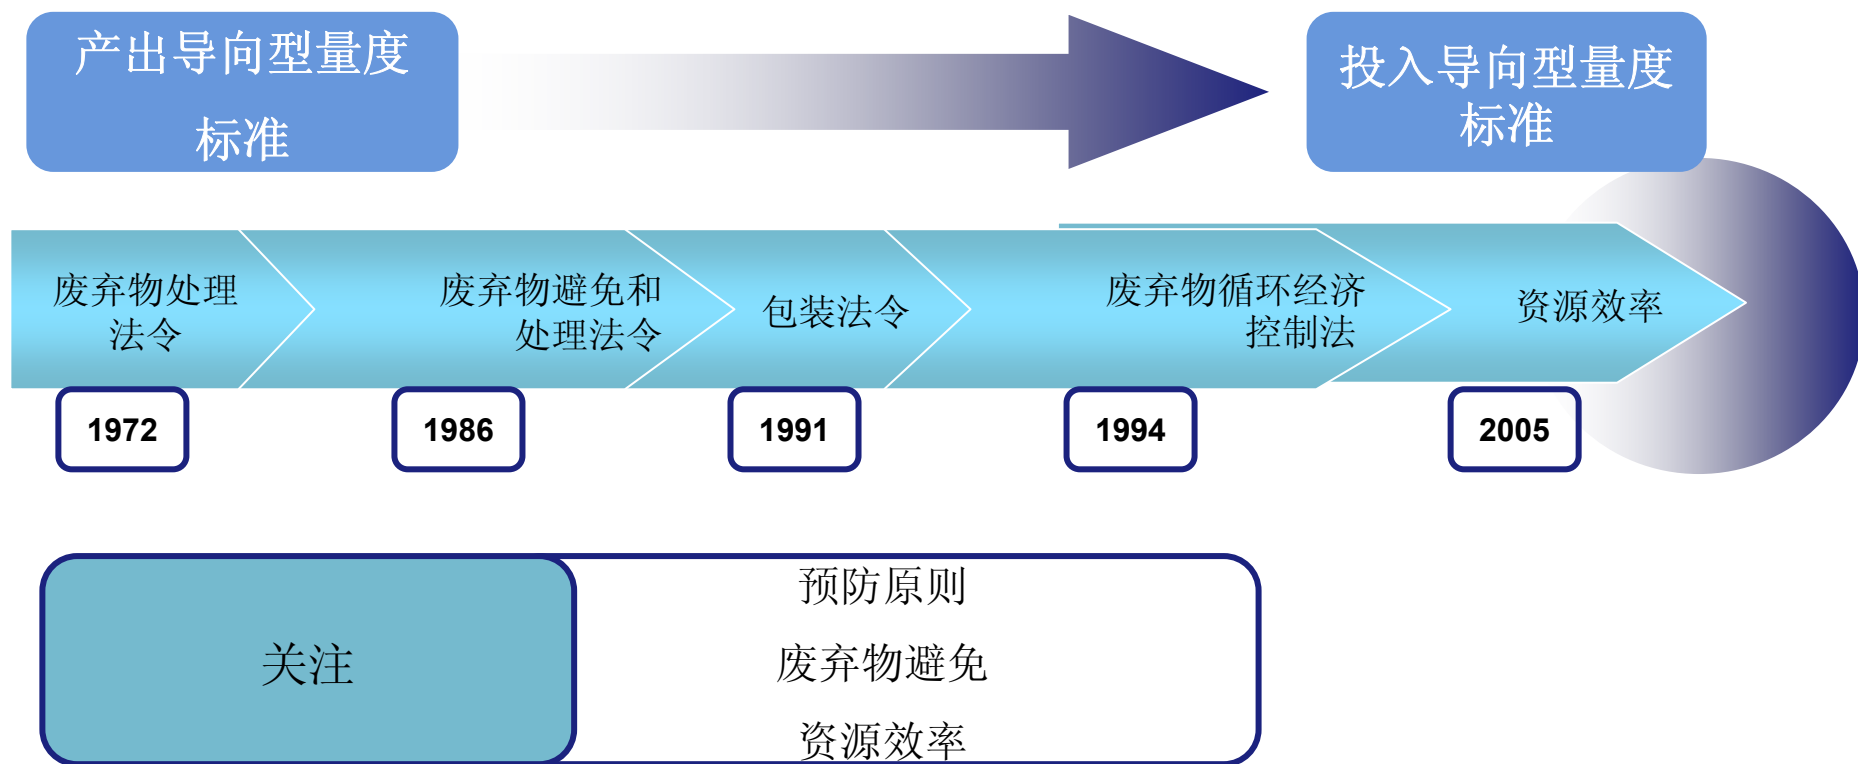 产出导向型量度
标准
投入导向型量度
标准
废弃物处理
法令
废弃物避免和
处理法令
包装法令
废弃物循环经济
控制法
资源效率
1972
1986
1991
1994
2005
关注
预防原则
废弃物避免
资源效率